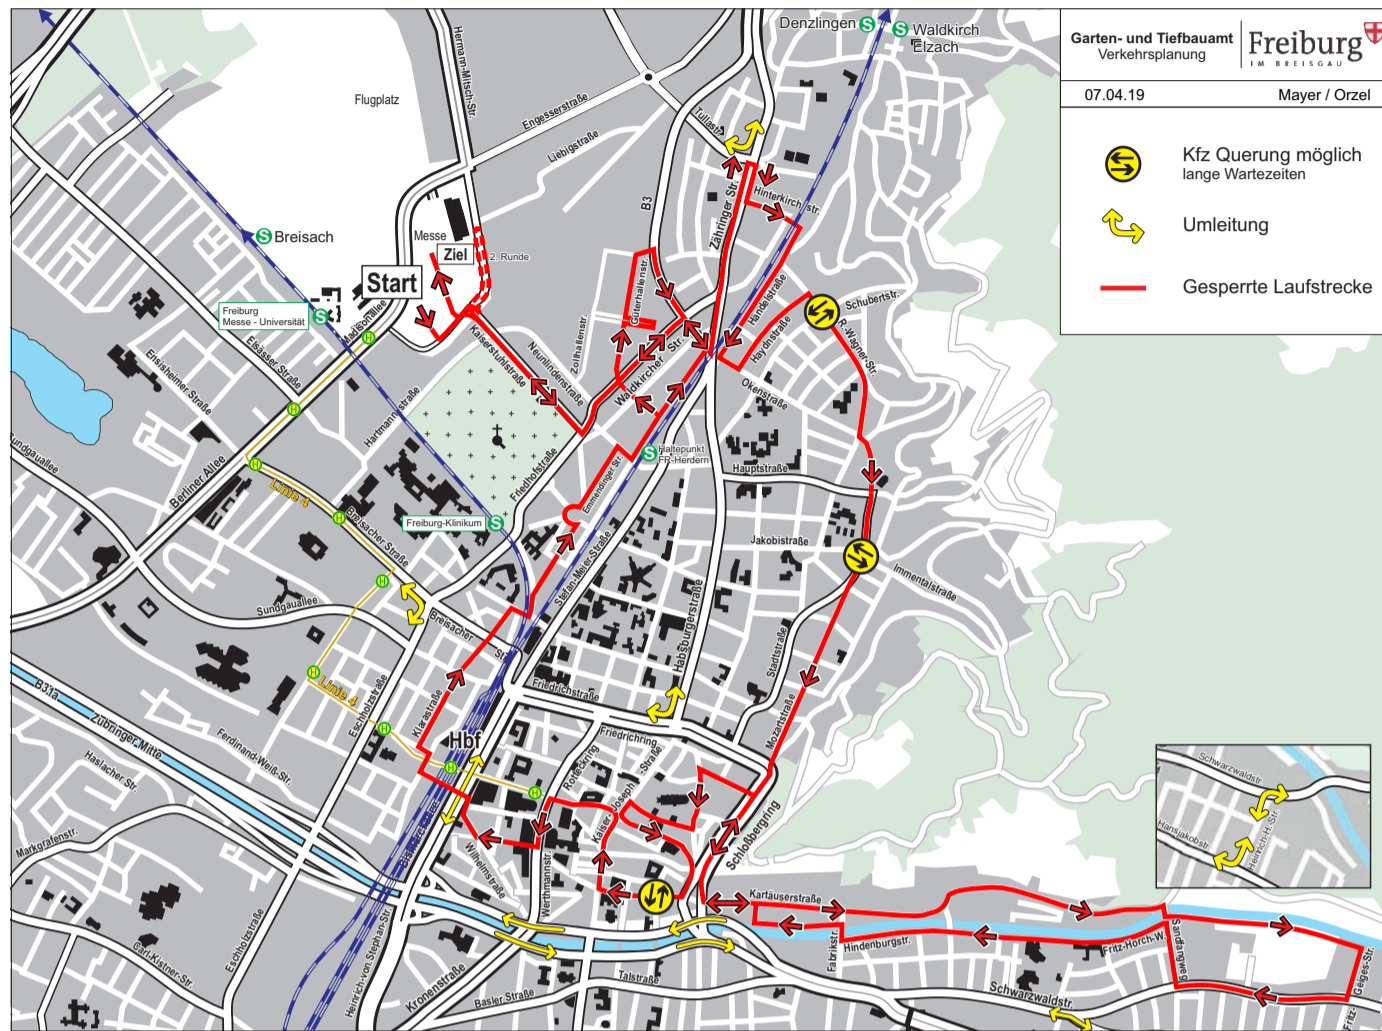 Garten- und Tiefbauamt
Verkehrsplanung
Freiburg
IM BREISGAU
07.04.19
Mayer / Orzel
Kfz Querung möglich
lange Wartezeiten
Umleitung
Gesperrte Laufstrecke
Denzlingen
S
S
Waldkirch
Elzach
Hermann-Mitsch-Str.
Flugplatz
Engesserstraße
Liebigstraße
Tullastr.
B3
Zähringer Str.
Hinterkirchstr.
S
Breisach
Messe
Ziel
2. Runde
Start
Freiburg
Messe - Universität
S
Madisonallee
H
Güterhallenstr.
Zollhallenstr.
Händelstraße
Haydnstraße
Schubertstr.
R.-Wagner-Str.
Elsässer Straße
Ensisheimer Straße
Kaiserstuhlstraße
Neunlindenstraße
Waldkircher Str.
Okenstraße
Hartmannstraße
H
Sundgauallee
Berliner Allee
H
Linie 4
Friedhofstraße
Emmendinger Str.
S
Haltepunkt
FR-Herdern
Hauptstraße
H
Breisacher Straße
Freiburg-Klinikum
S
Stefan-Meier-Straße
Jakobistraße
Immentalstraße
H
Sundgauallee
Breisacher
Str.
Habsburgerstraße
Stadtstraße
H
Linie 4
Eschholzstraße
Klarastraße
Friedrichstraße
Mozartstraße
B31a
Zubringer Mitte
Haslacher Str.
Ferdinand-Weiß-Str.
H
Hbf
Friedrichring
Rotteckring
H
H
Kaiser-Joseph
-Straße
Bismarckallee
Wilhelmstraße
Werthmannstr.
Schloßbergring
Markgrafenstr.
Schwarzwaldstr.
Hansjakobstr.
Heinrich-H.-Str.
Kartäuserstraße
Eschholzstraße
Carl-Kistner-Str.
Heinrich-von-Stephan-Str.
Kronenstraße
Basler Straße
Talstraße
Fabrikstr.
Hindenburgstr.
Fritz-Horch-W.
Sandfangweg
Schwarzwaldstr.
Fritz-
Geiges-Str.